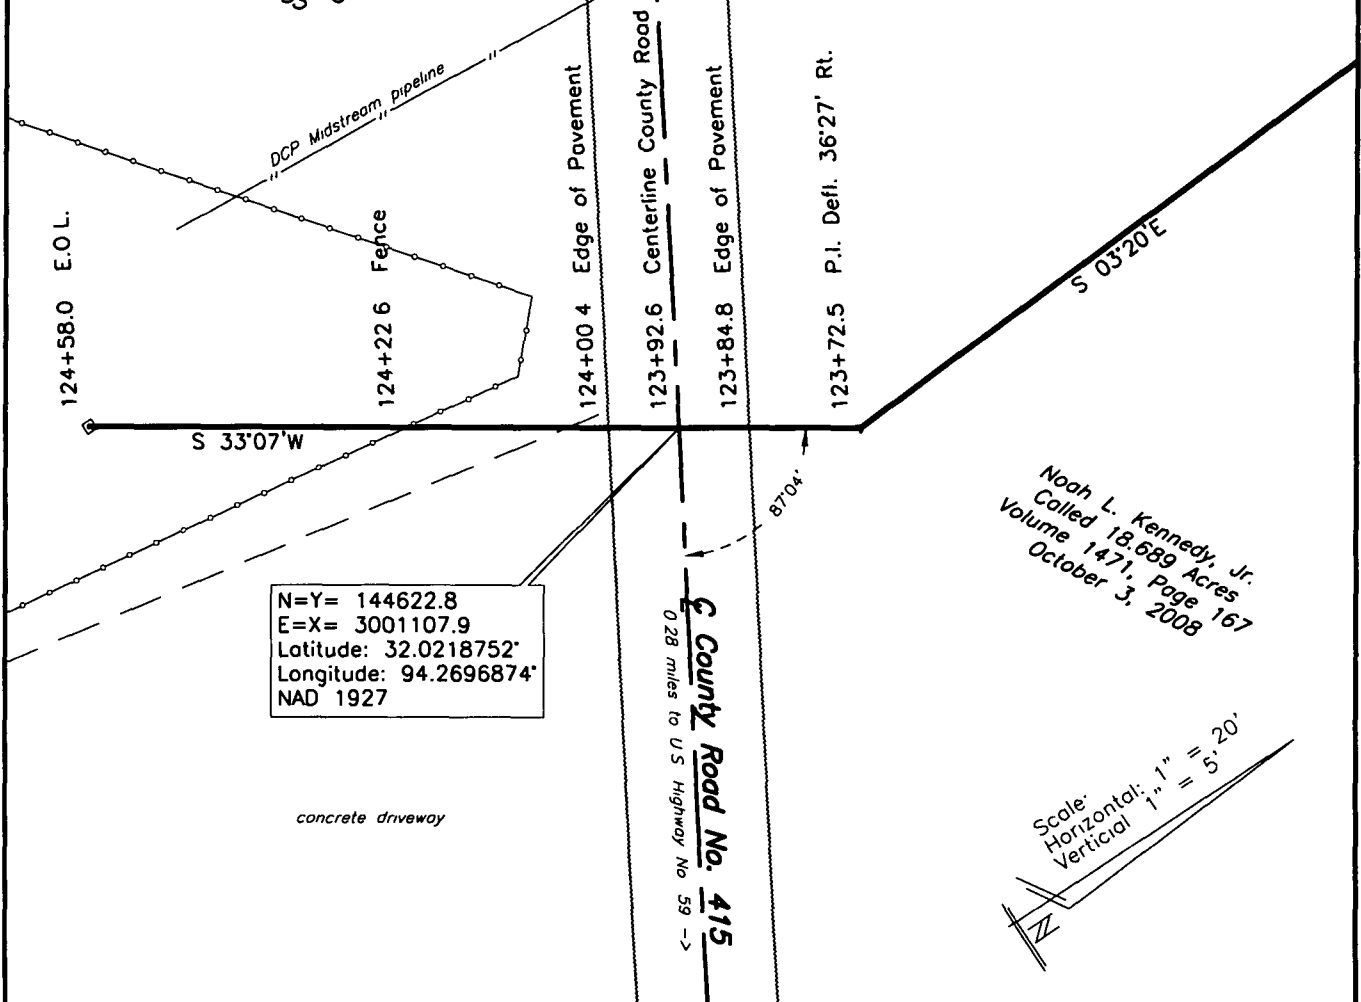 DCP Midstream pipeline
124+58.0 E.O L.
124+22 6 Fence
124+00 4 Edge of Pavement
123+92.6 Centerline County Road
123+84.8 Edge of Pavement
123+72.5 P.I. Defl. 36°27' Rt.
S 03°20'E
S 33°07'W
87°04'
Noah L. Kennedy, Jr.
Called 18.689 Acres
Volume 1471, Page 167
October 3, 2008
N=Y= 144622.8
E=X= 3001107.9
Latitude: 32.0218752°
Longitude: 94.2696874°
NAD 1927
℄ County Road No. 415
0.28 miles to U S Highway No 59 ->
concrete driveway
Scale:
Horizontal: 1" = 20'
Verticial 1" = 5'
N